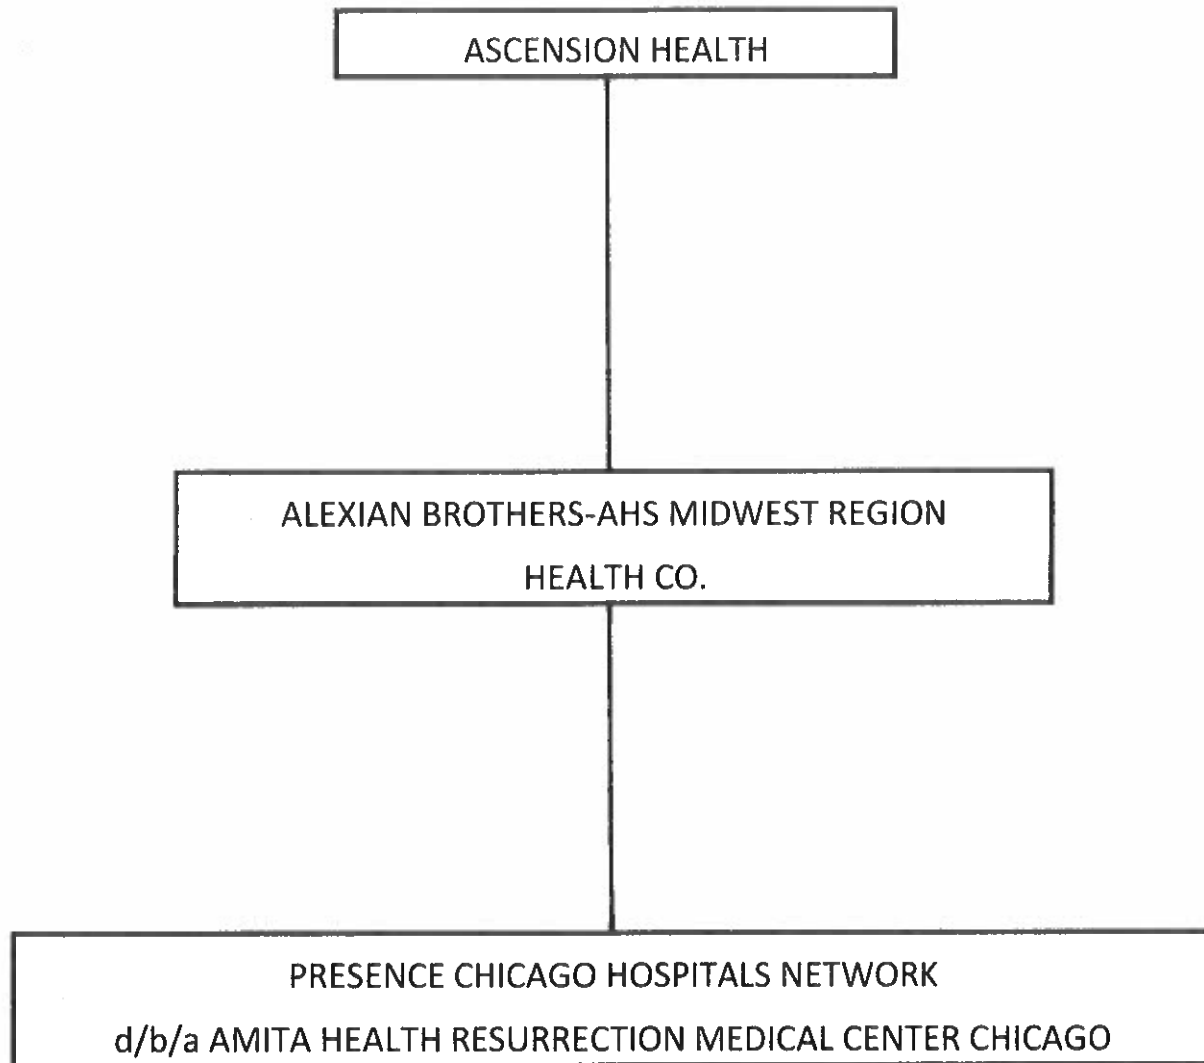 ASCENSION HEALTH
ALEXIAN BROTHERS-AHS MIDWEST REGION
HEALTH CO.
PRESENCE CHICAGO HOSPITALS NETWORK
d/b/a AMITA HEALTH RESURRECTION MEDICAL CENTER CHICAGO